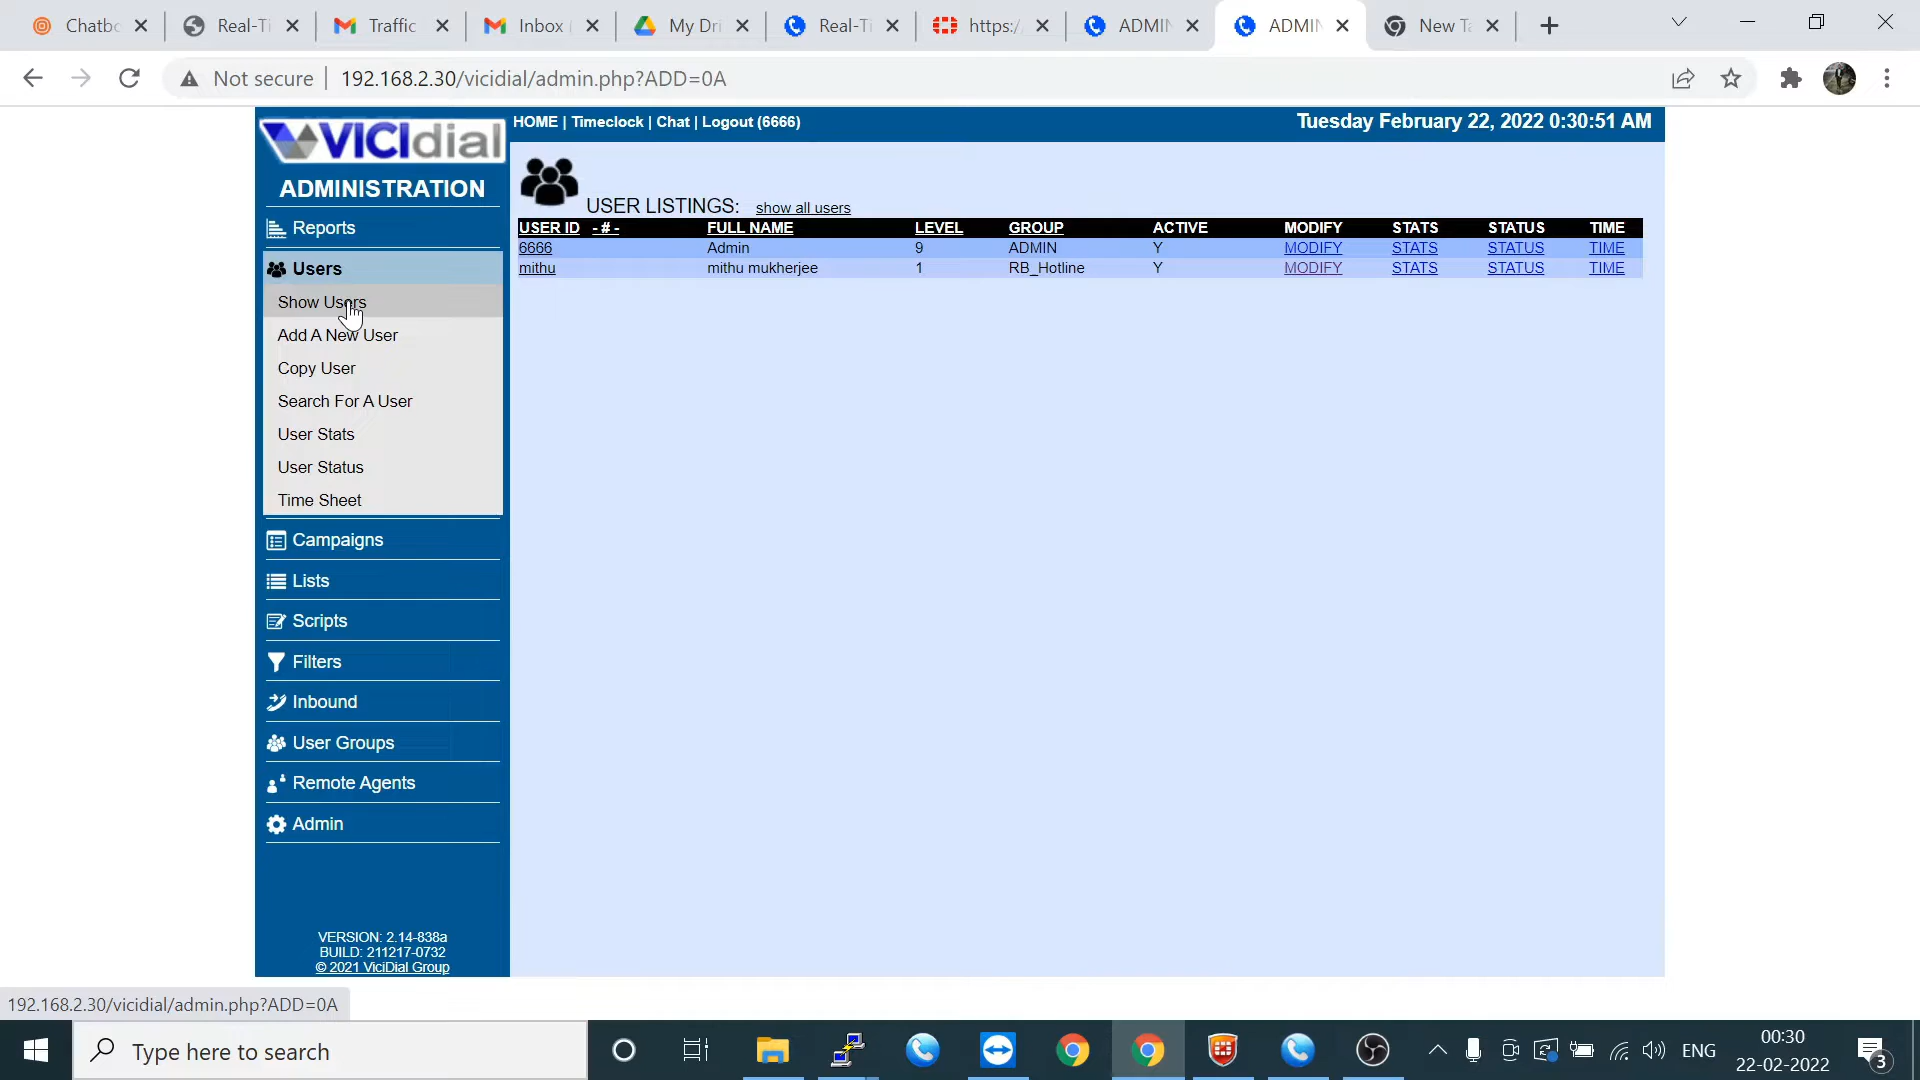 Chatbo
Real-Ti
Traffic
Inbox
My Dri
Real-Ti
https:/
ADMIN
ADMIN
New Ta
Not secure
192.168.2.30/vicidial/admin.php?ADD=0A
VICIdial
HOME | Timeclock | Chat | Logout (6666)
Tuesday February 22, 2022 0:30:51 AM
ADMINISTRATION
Reports
Users
Show Users
Add A New User
Copy User
Search For A User
User Stats
User Status
Time Sheet
Campaigns
Lists
Scripts
Filters
Inbound
User Groups
Remote Agents
Admin
VERSION: 2.14-838a
BUILD: 211217-0732
© 2021 ViciDial Group
USER LISTINGS: show all users
USER ID - # - FULL NAME LEVEL GROUP ACTIVE MODIFY STATS STATUS TIME
6666 Admin 9 ADMIN Y MODIFY STATS STATUS TIME
mithu mithu mukherjee 1 RB_Hotline Y MODIFY STATS STATUS TIME
192.168.2.30/vicidial/admin.php?ADD=0A
Type here to search
ENG
00:30
22-02-2022
3